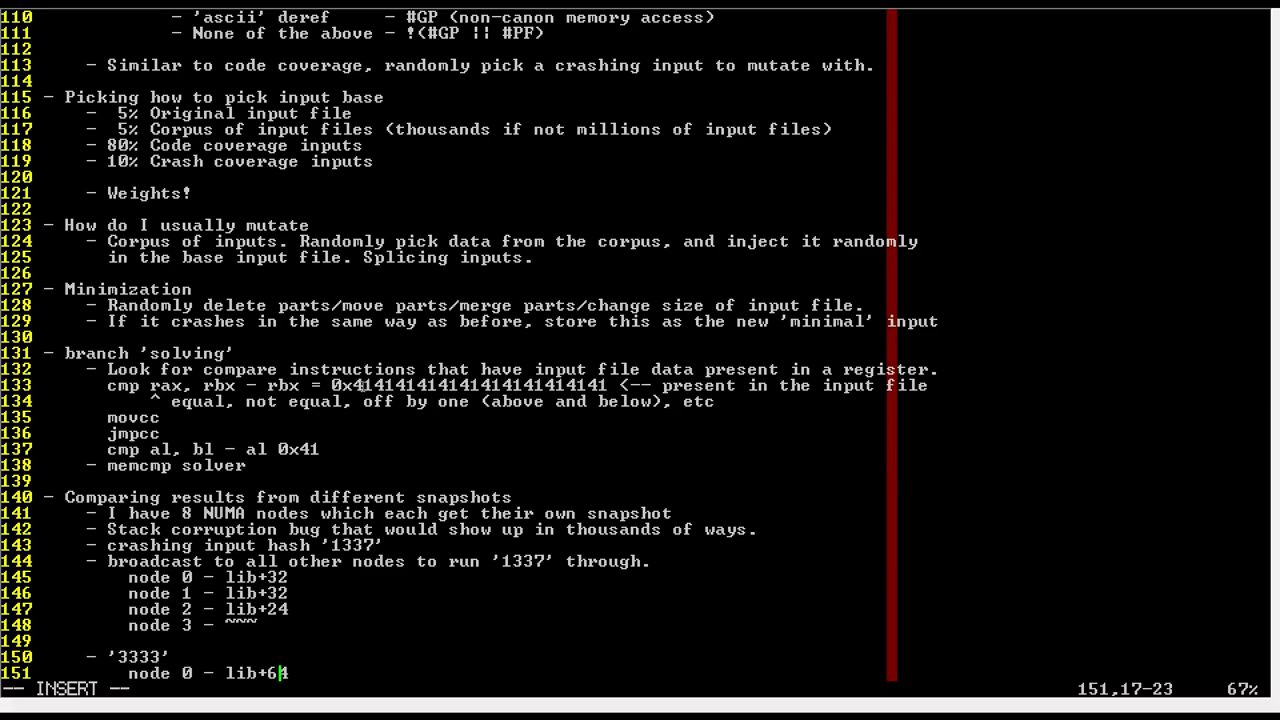 110             - 'ascii' deref    - #GP (non-canon memory access)
111             - None of the above - !(#GP || #PF)
112
113     - Similar to code coverage, randomly pick a crashing input to mutate with.
114
115 - Picking how to pick input base
116     -  5% Original input file
117     -  5% Corpus of input files (thousands if not millions of input files)
118     - 80% Code coverage inputs
119     - 10% Crash coverage inputs
120
121     - Weights!
122
123 - How do I usually mutate
124     - Corpus of inputs. Randomly pick data from the corpus, and inject it randomly
125       in the base input file. Splicing inputs.
126
127 - Minimization
128     - Randomly delete parts/move parts/merge parts/change size of input file.
129     - If it crashes in the same way as before, store this as the new 'minimal' input
130
131 - branch 'solving'
132     - Look for compare instructions that have input file data present in a register.
133       cmp rax, rbx - rbx = 0x414141414141414141414141 <-- present in the input file
134           ^ equal, not equal, off by one (above and below), etc
135       movcc
136       jmpcc
137       cmp al, bl - al 0x41
138     - memcmp solver
139
140 - Comparing results from different snapshots
141     - I have 8 NUMA nodes which each get their own snapshot
142     - Stack corruption bug that would show up in thousands of ways.
143     - crashing input hash '1337'
144     - broadcast to all other nodes to run '1337' through.
145         node 0 - lib+32
146         node 1 - lib+32
147         node 2 - lib+24
148         node 3 - ~~~
149
150     - '3333'
151         node 0 - lib+64
-- INSERT --                                        151,17-23     67%